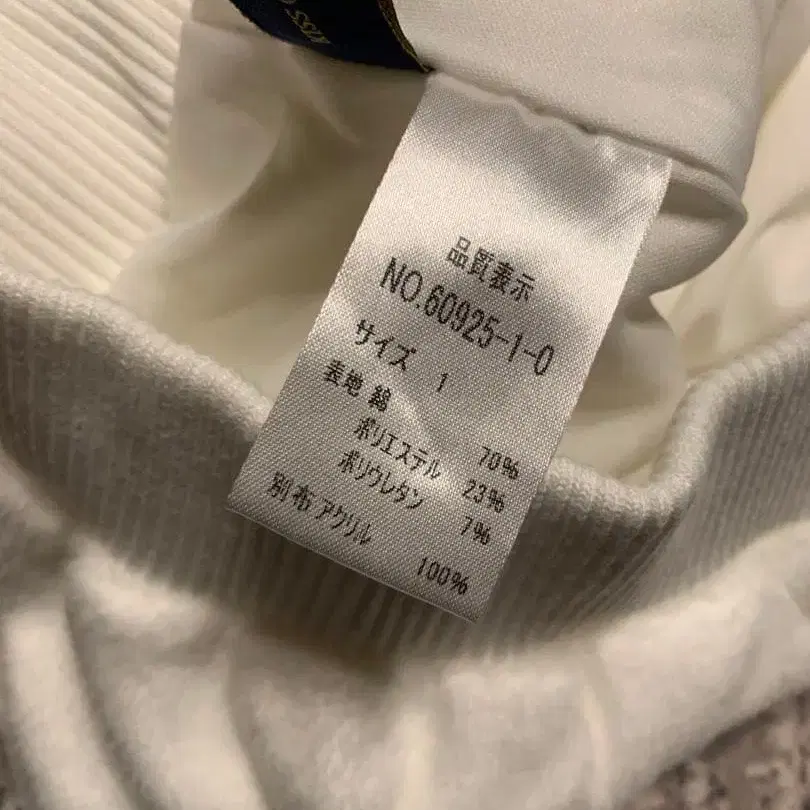 MISS
品質表示
NO.60925-1-0
サイズ 1
表地 綿 70%
ポリエステル 23%
ポリウレタン 7%
別布 アクリル 100%